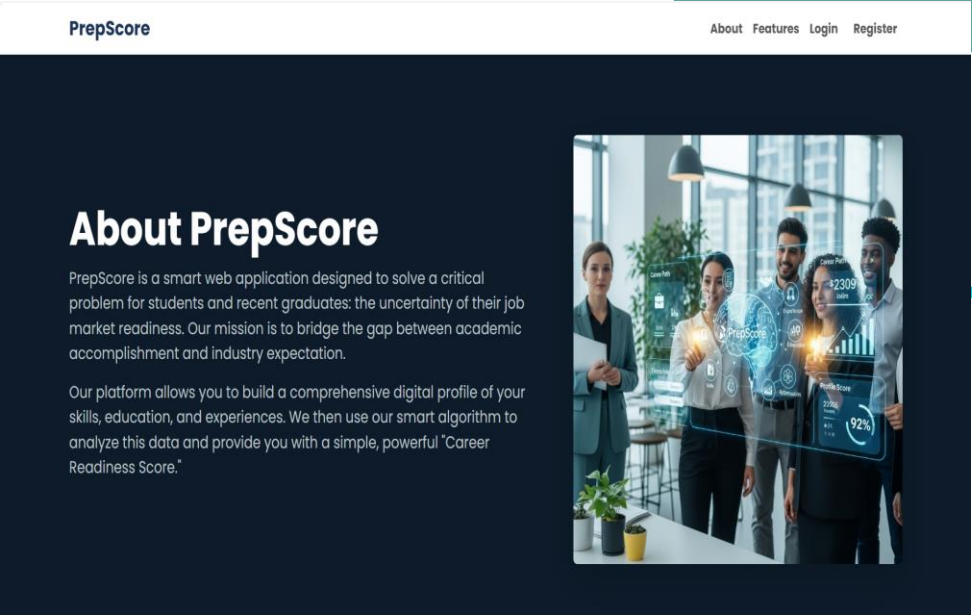 PrepScore
About Features Login Register
About PrepScore
PrepScore is a smart web application designed to solve a critical
problem for students and recent graduates: the uncertainty of their job
market readiness. Our mission is to bridge the gap between academic
accomplishment and industry expectation.
Our platform allows you to build a comprehensive digital profile of your
skills, education, and experiences. We then use our smart algorithm to
analyze this data and provide you with a simple, powerful "Career
Readiness Score."
Career Path
Career Path
$2309
PrepScore
Profile Score
92%